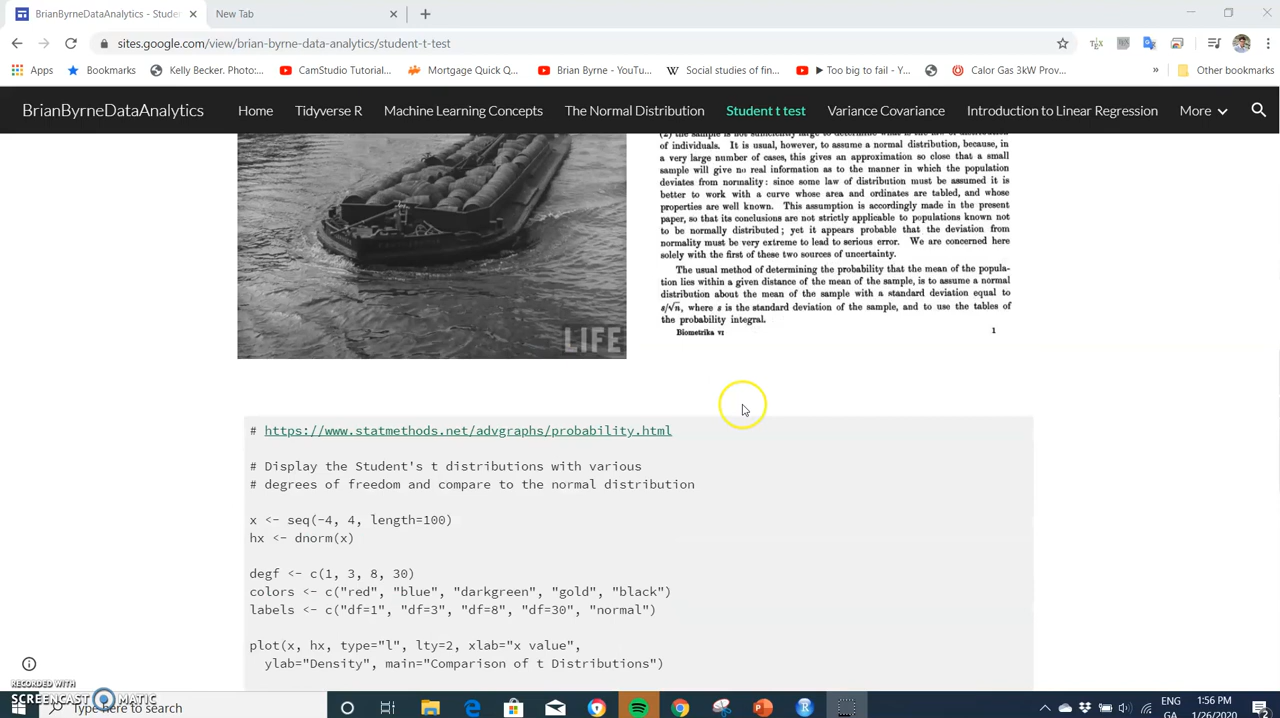 BrianByrneDataAnalytics - Studen
New Tab
sites.google.com/view/brian-byrne-data-analytics/student-t-test
Apps
Bookmarks
Kelly Becker. Photo:...
CamStudio Tutorial...
Mortgage Quick Q...
Brian Byrne - YouTu...
Social studies of fin...
▶ Too big to fail - Y...
Calor Gas 3kW Prov...
»
Other bookmarks
BrianByrneDataAnalytics
Home
Tidyverse R
Machine Learning Concepts
The Normal Distribution
Student t test
Variance Covariance
Introduction to Linear Regression
More
(2) the sample is not sufficiently large to determine what is the law of distribution
of individuals. It is usual, however, to assume a normal distribution, because, in
a very large number of cases, this gives an approximation so close that a small
sample will give no real information as to the manner in which the population
deviates from normality: since some law of distribution must be assumed it is
better to work with a curve whose area and ordinates are tabled, and whose
properties are well known. This assumption is accordingly made in the present
paper, so that its conclusions are not strictly applicable to populations known not
to be normally distributed; yet it appears probable that the deviation from
normality must be very extreme to lead to serious error. We are concerned here
solely with the first of these two sources of uncertainty.
The usual method of determining the probability that the mean of the popula-
tion lies within a given distance of the mean of the sample, is to assume a normal
distribution about the mean of the sample with a standard deviation equal to
s/√n, where s is the standard deviation of the sample, and to use the tables of
the probability integral.
Biometrika VI
1
LIFE
# https://www.statmethods.net/advgraphs/probability.html
# Display the Student's t distributions with various
# degrees of freedom and compare to the normal distribution
x <- seq(-4, 4, length=100)
hx <- dnorm(x)
degf <- c(1, 3, 8, 30)
colors <- c("red", "blue", "darkgreen", "gold", "black")
labels <- c("df=1", "df=3", "df=8", "df=30", "normal")
plot(x, hx, type="l", lty=2, xlab="x value",
ylab="Density", main="Comparison of t Distributions")
RECORDED WITH
SCREENCAST MATIC
Type here to search
ENG
GA
1:56 PM
1/26/2020